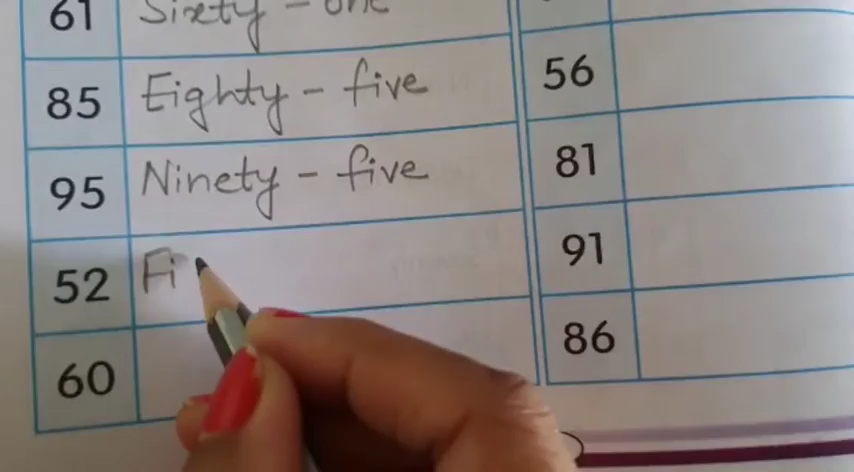 61 Sixty - one
85 Eighty - five
95 Ninety - five
52 Fi
60
56
81
91
86